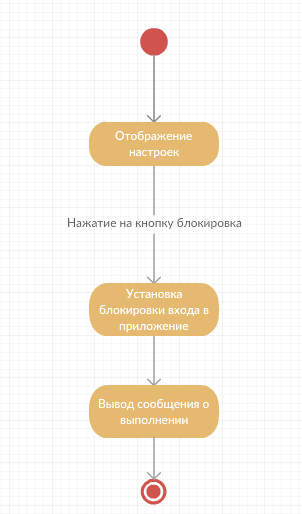 Отображение
настроек
Нажатие на кнопку блокировка
Установка
блокировки входа в
приложение
Вывод сообщения о
выполнении